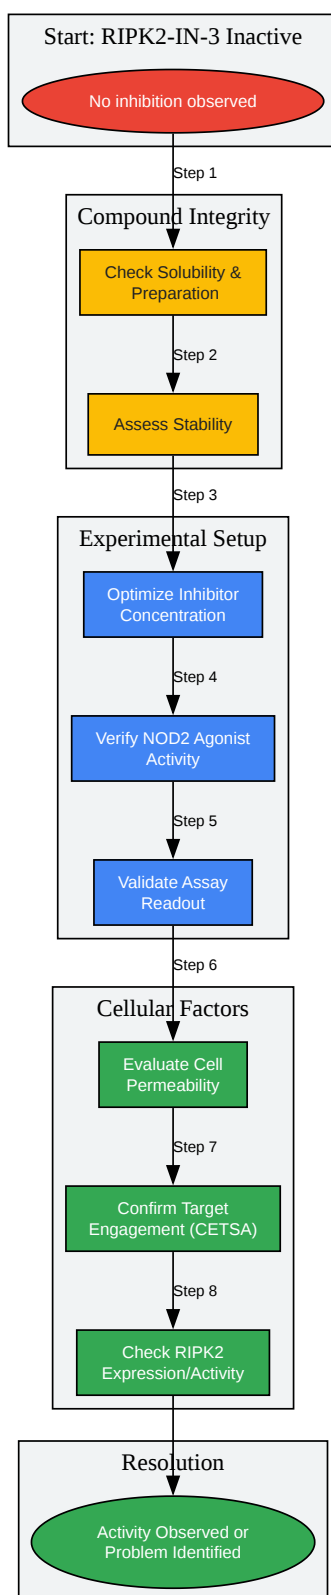 Start: RIPK2-IN-3 Inactive
No inhibition observed
Step 1
Compound Integrity
Check Solubility &
Preparation
Step 2
Assess Stability
Step 3
Experimental Setup
Optimize Inhibitor
Concentration
Step 4
Verify NOD2 Agonist
Activity
Step 5
Validate Assay
Readout
Step 6
Cellular Factors
Evaluate Cell
Permeability
Step 7
Confirm Target
Engagement (CETSA)
Step 8
Check RIPK2
Expression/Activity
Resolution
Activity Observed or
Problem Identified